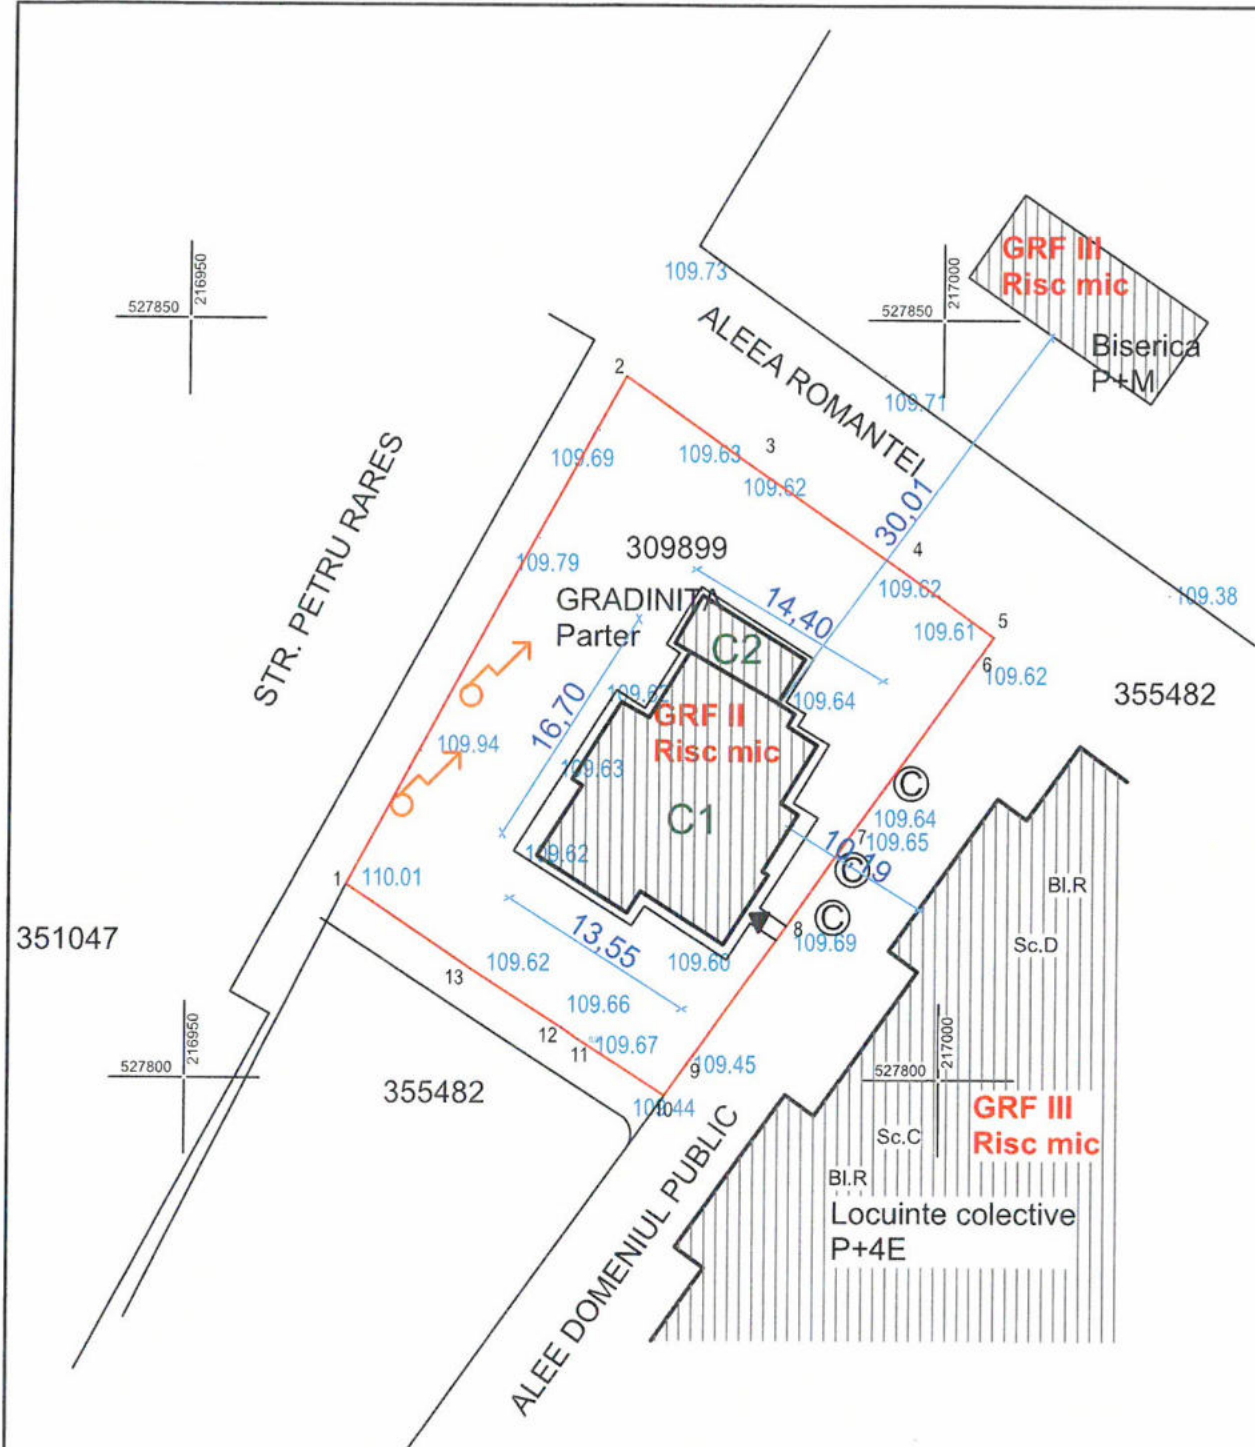 GRF III
Risc mic
Biserica
P+M
216950
527850
217000
527850
109.73
ALEEA ROMANTEI
109.71
2
3
109.69
109.63
109.62
30,01
4
STR. PETRU RARES
309899
109.79
109.62
109.38
GRADINITA
Parter
14,40
109.61
5
6
109.62
C2
355482
109.62
109.64
16,70
GRF II
Risc mic
109.94
109.63
©
C1
109.64
7
109.65
10,49
©
109.62
1
110.01
Bl.R
©
8
109.69
351047
Sc.D
13,55
109.60
109.62
13
109.66
12
11
109.67
216950
527800
217000
527800
109.45
9
355482
109.44
10
GRF III
Risc mic
Sc.C
Bl.R
Locuinte colective
P+4E
ALEE DOMENIUL PUBLIC